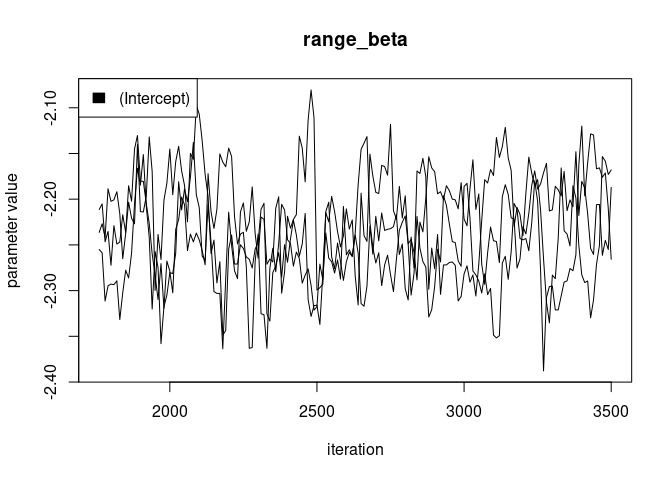 range_beta
(Intercept)
parameter value
-2.10
-2.20
-2.30
-2.40
2000
2500
3000
3500
iteration